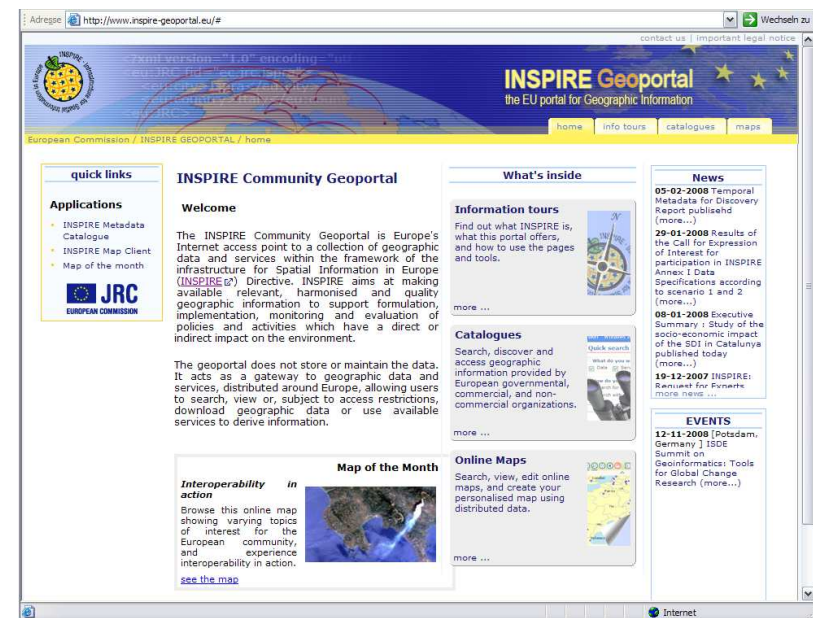 Adresse http://www.inspire-geoportal.eu/# Wechseln zu
contact us | important legal notice
<?xml version="1.0" encoding=
INSPIRE Geoportal
the EU portal for Geographic Information
home info tours catalogues maps
European Commission / INSPIRE GEOPORTAL / home
quick links
Applications
INSPIRE Metadata
Catalogue
INSPIRE Map Client
Map of the month
JRC
EUROPEAN COMMISSION
INSPIRE Community Geoportal
Welcome
The INSPIRE Community Geoportal is Europe's
Internet access point to a collection of geographic
data and services within the framework of the
infrastructure for Spatial Information in Europe
(INSPIRE) Directive. INSPIRE aims at making
available relevant, harmonised and quality
geographic information to support formulation,
implementation, monitoring and evaluation of
policies and activities which have a direct or
indirect impact on the environment.
The geoportal does not store or maintain the data.
It acts as a gateway to geographic data and
services, distributed around Europe, allowing users
to search, view or, subject to access restrictions,
download geographic data or use available
services to derive information.
Map of the Month
Interoperability in
action
Browse this online map
showing varying topics
of interest for the
European community,
and experience
interoperability in action.
see the map
What's inside
Information tours
Find out what INSPIRE is,
what this portal offers,
and how to use the pages
and tools.
more ...
Catalogues
Search, discover and
access geographic
information provided by
European governmental,
commercial, and non-
commercial organizations.
Quick search
more ...
Online Maps
Search, view, edit online
maps, and create your
personalised map using
distributed data.
more ...
News
05-02-2008 Temporal
Metadata for Discovery
Report publisehd
(more...)
29-01-2008 Results of
the Call for Expression
of Interest for
participation in INSPIRE
Annex I Data
Specifications according
to scenario 1 and 2
(more...)
08-01-2008 Executive
Summary : Study of the
socio-economic impact
of the SDI in Catalunya
published today
(more...)
19-12-2007 INSPIRE:
Request for Experts
more news ...
EVENTS
12-11-2008 [Potsdam,
Germany ] ISDE
Summit on
Geoinformatics: Tools
for Global Change
Research (more...)
Internet